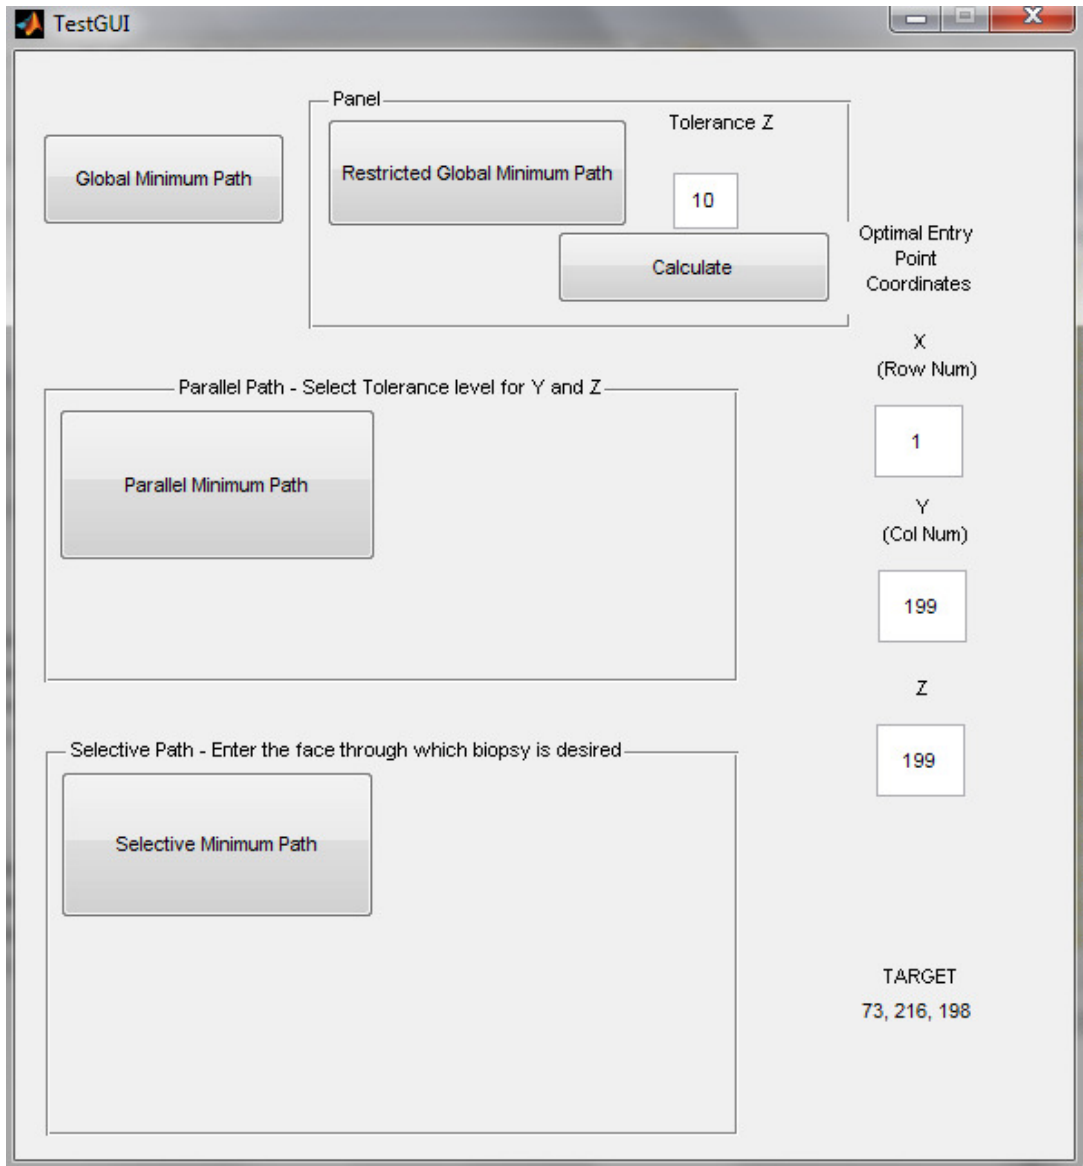 TestGUI
Panel
Global Minimum Path
Restricted Global Minimum Path
Tolerance Z
10
Calculate
Optimal Entry
Point
Coordinates
X
(Row Num)
1
Parallel Path - Select Tolerance level for Y and Z
Parallel Minimum Path
Y
(Col Num)
199
Z
199
Selective Path - Enter the face through which biopsy is desired
Selective Minimum Path
TARGET
73, 216, 198